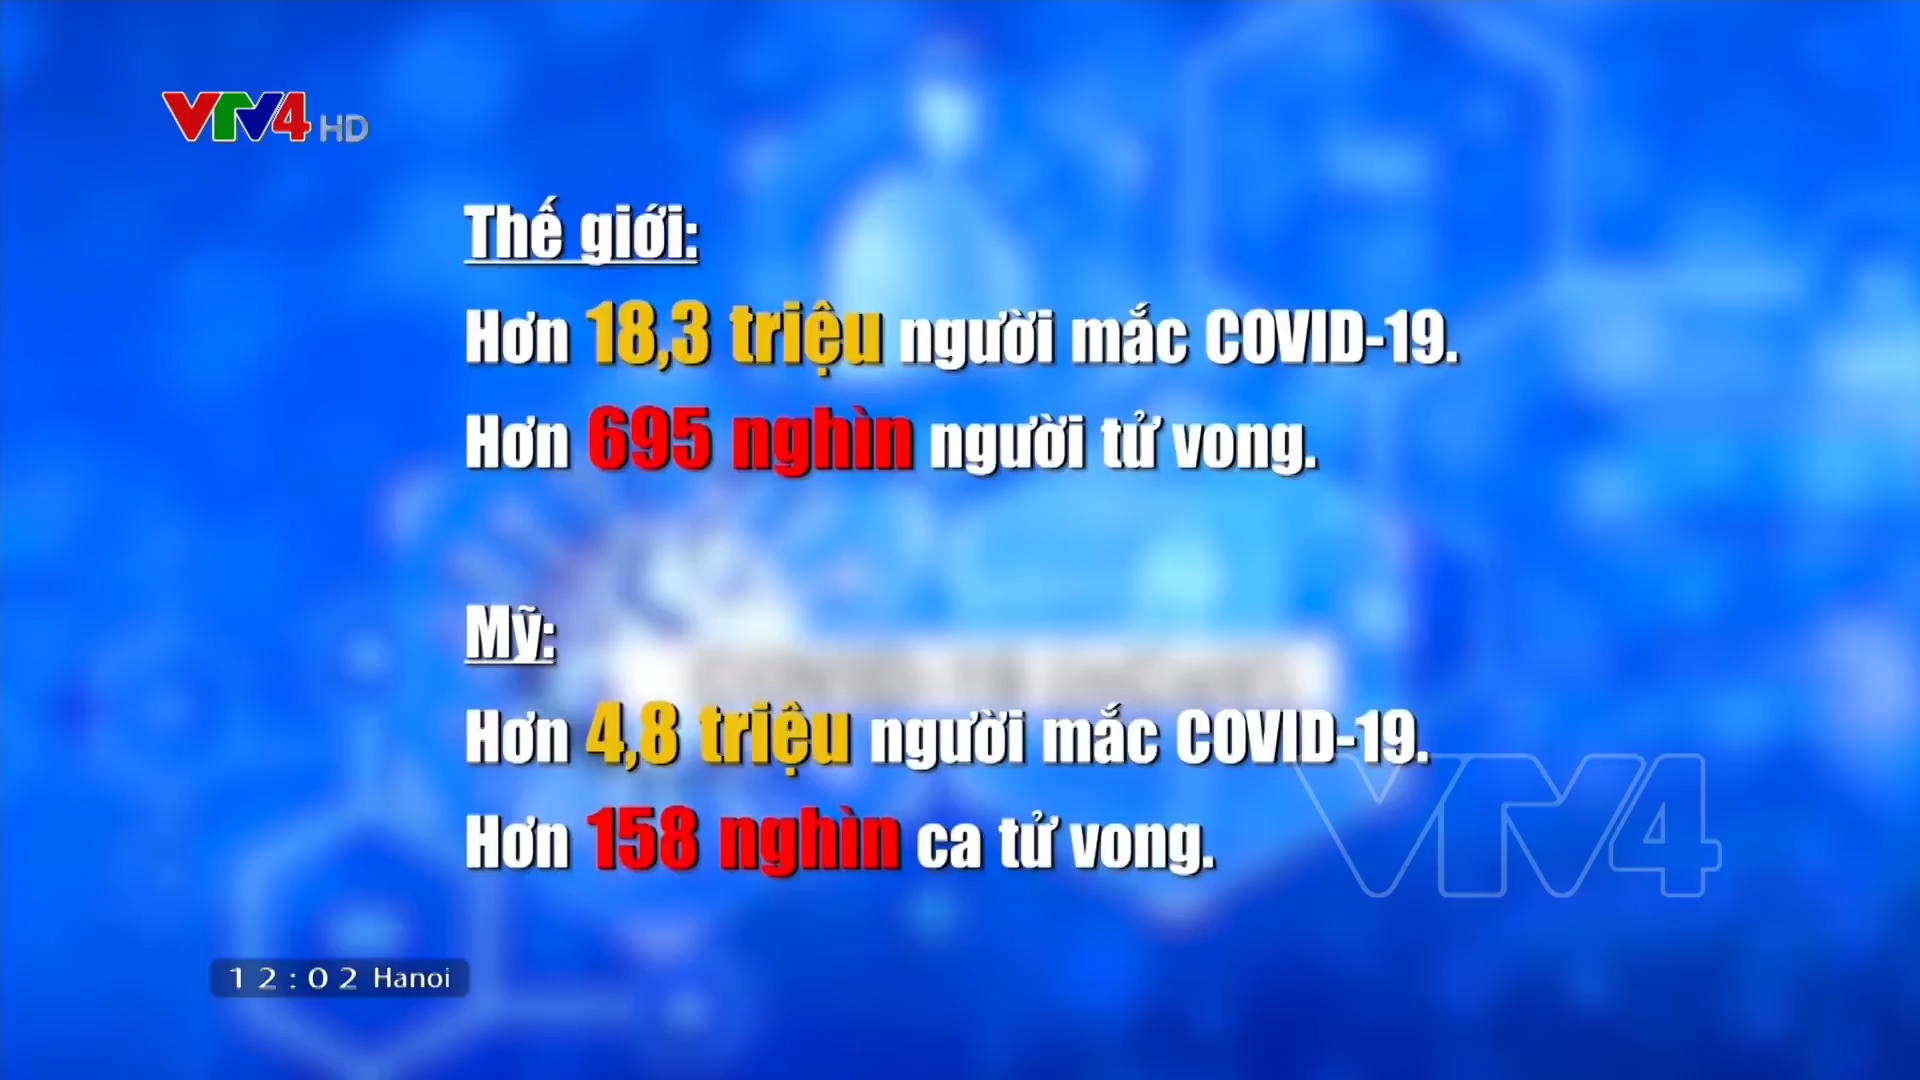 VTV4 HD
Thế giới:
Hơn 18,3 triệu người mắc COVID-19.
Hơn 695 nghìn người tử vong.
Mỹ:
Hơn 4,8 triệu người mắc COVID-19.
Hơn 158 nghìn ca tử vong.
VTV4
12:02 Hanoi